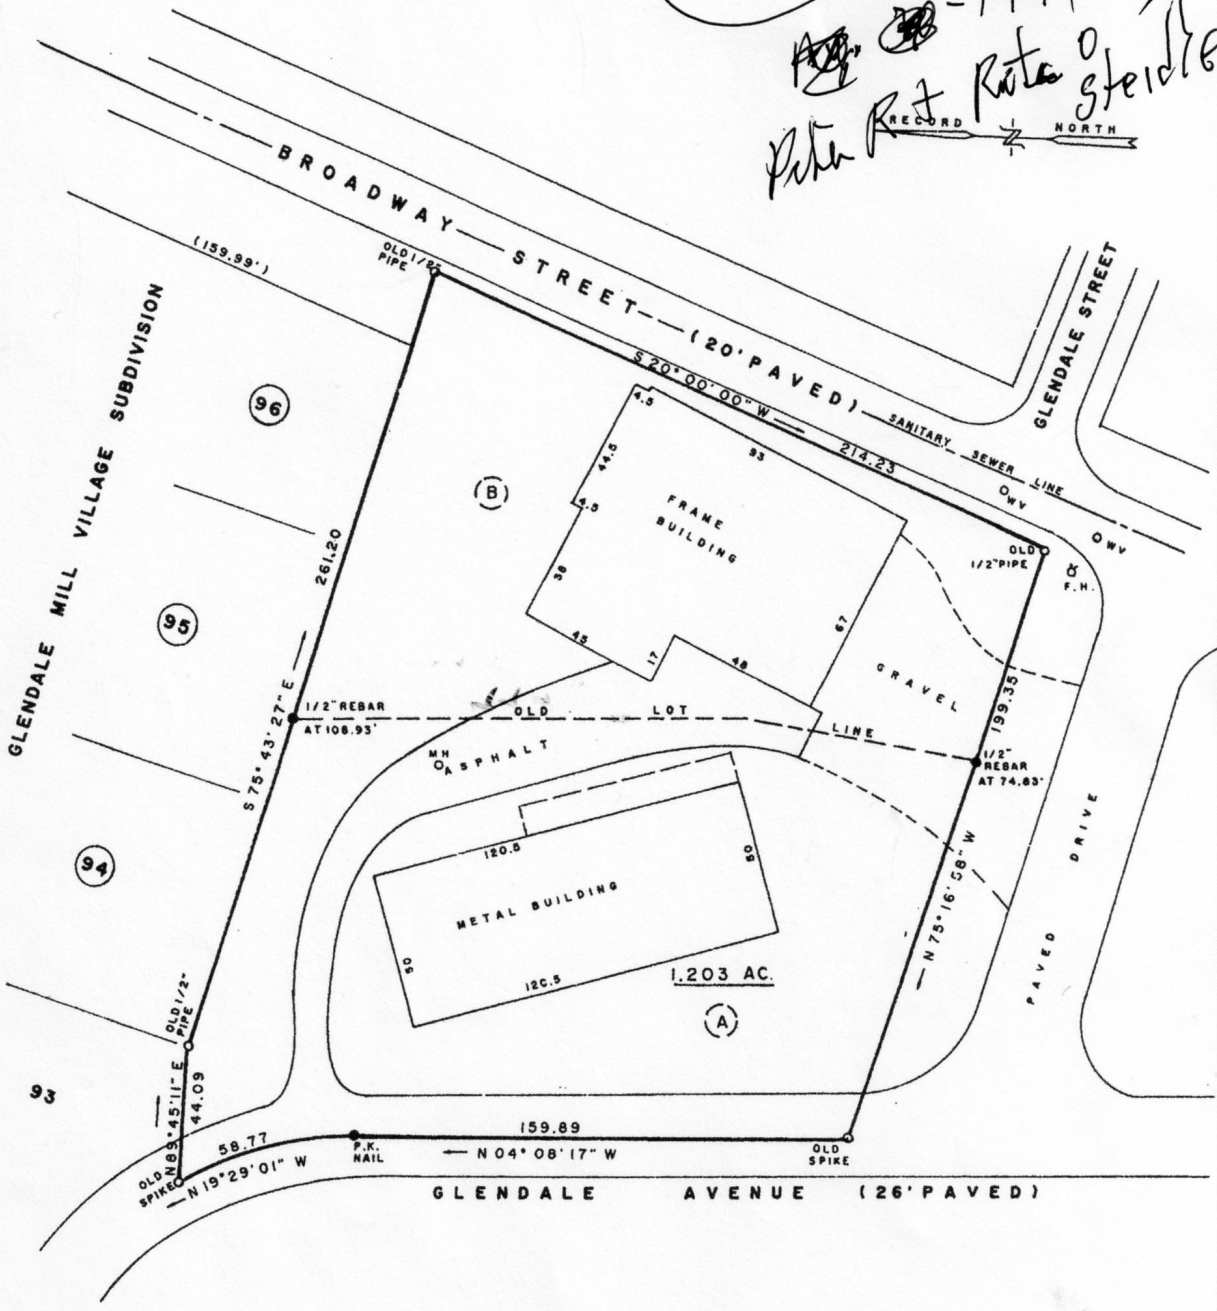 Peter
RECORD NORTH
BROADWAY STREET (20' PAVED)
GLENDALE STREET
(159.99')
OLD 1/2"
PIPE
S 20° 00' 00" W
214.23
SANITARY SEWER LINE
WV
WV
F.H.
OLD
1/2" PIPE
GLENDALE MILL VILLAGE SUBDIVISION
96
95
94
93
B
4.5
44.5
4.5
38
45
17
48
67
93
FRAME
BUILDING
GRAVEL
261.20
S 75° 43' 27" E
1/2" REBAR
AT 108.93'
OLD LOT LINE
199.35
1/2"
REBAR
AT 74.83'
N 75° 16' 58" W
MH
ASPHALT
120.5
50
METAL BUILDING
50
120.5
1.203 AC.
A
PAVED DRIVE
OLD 1/2"
PIPE
N 89° 45' 11" E
44.09
OLD
SPIKE
58.77
N 19° 29' 01" W
P.K.
NAIL
159.89
N 04° 08' 17" W
OLD
SPIKE
GLENDALE AVENUE (26' PAVED)